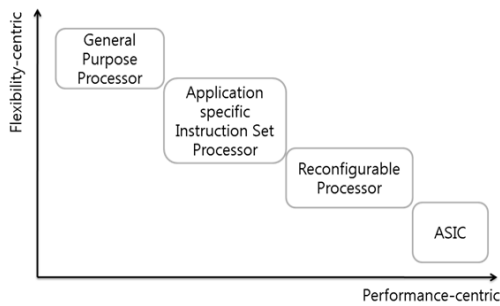 Flexibility-centric
General
Purpose
Processor
Application
specific
Instruction Set
Processor
Reconfigurable
Processor
ASIC
Performance-centric